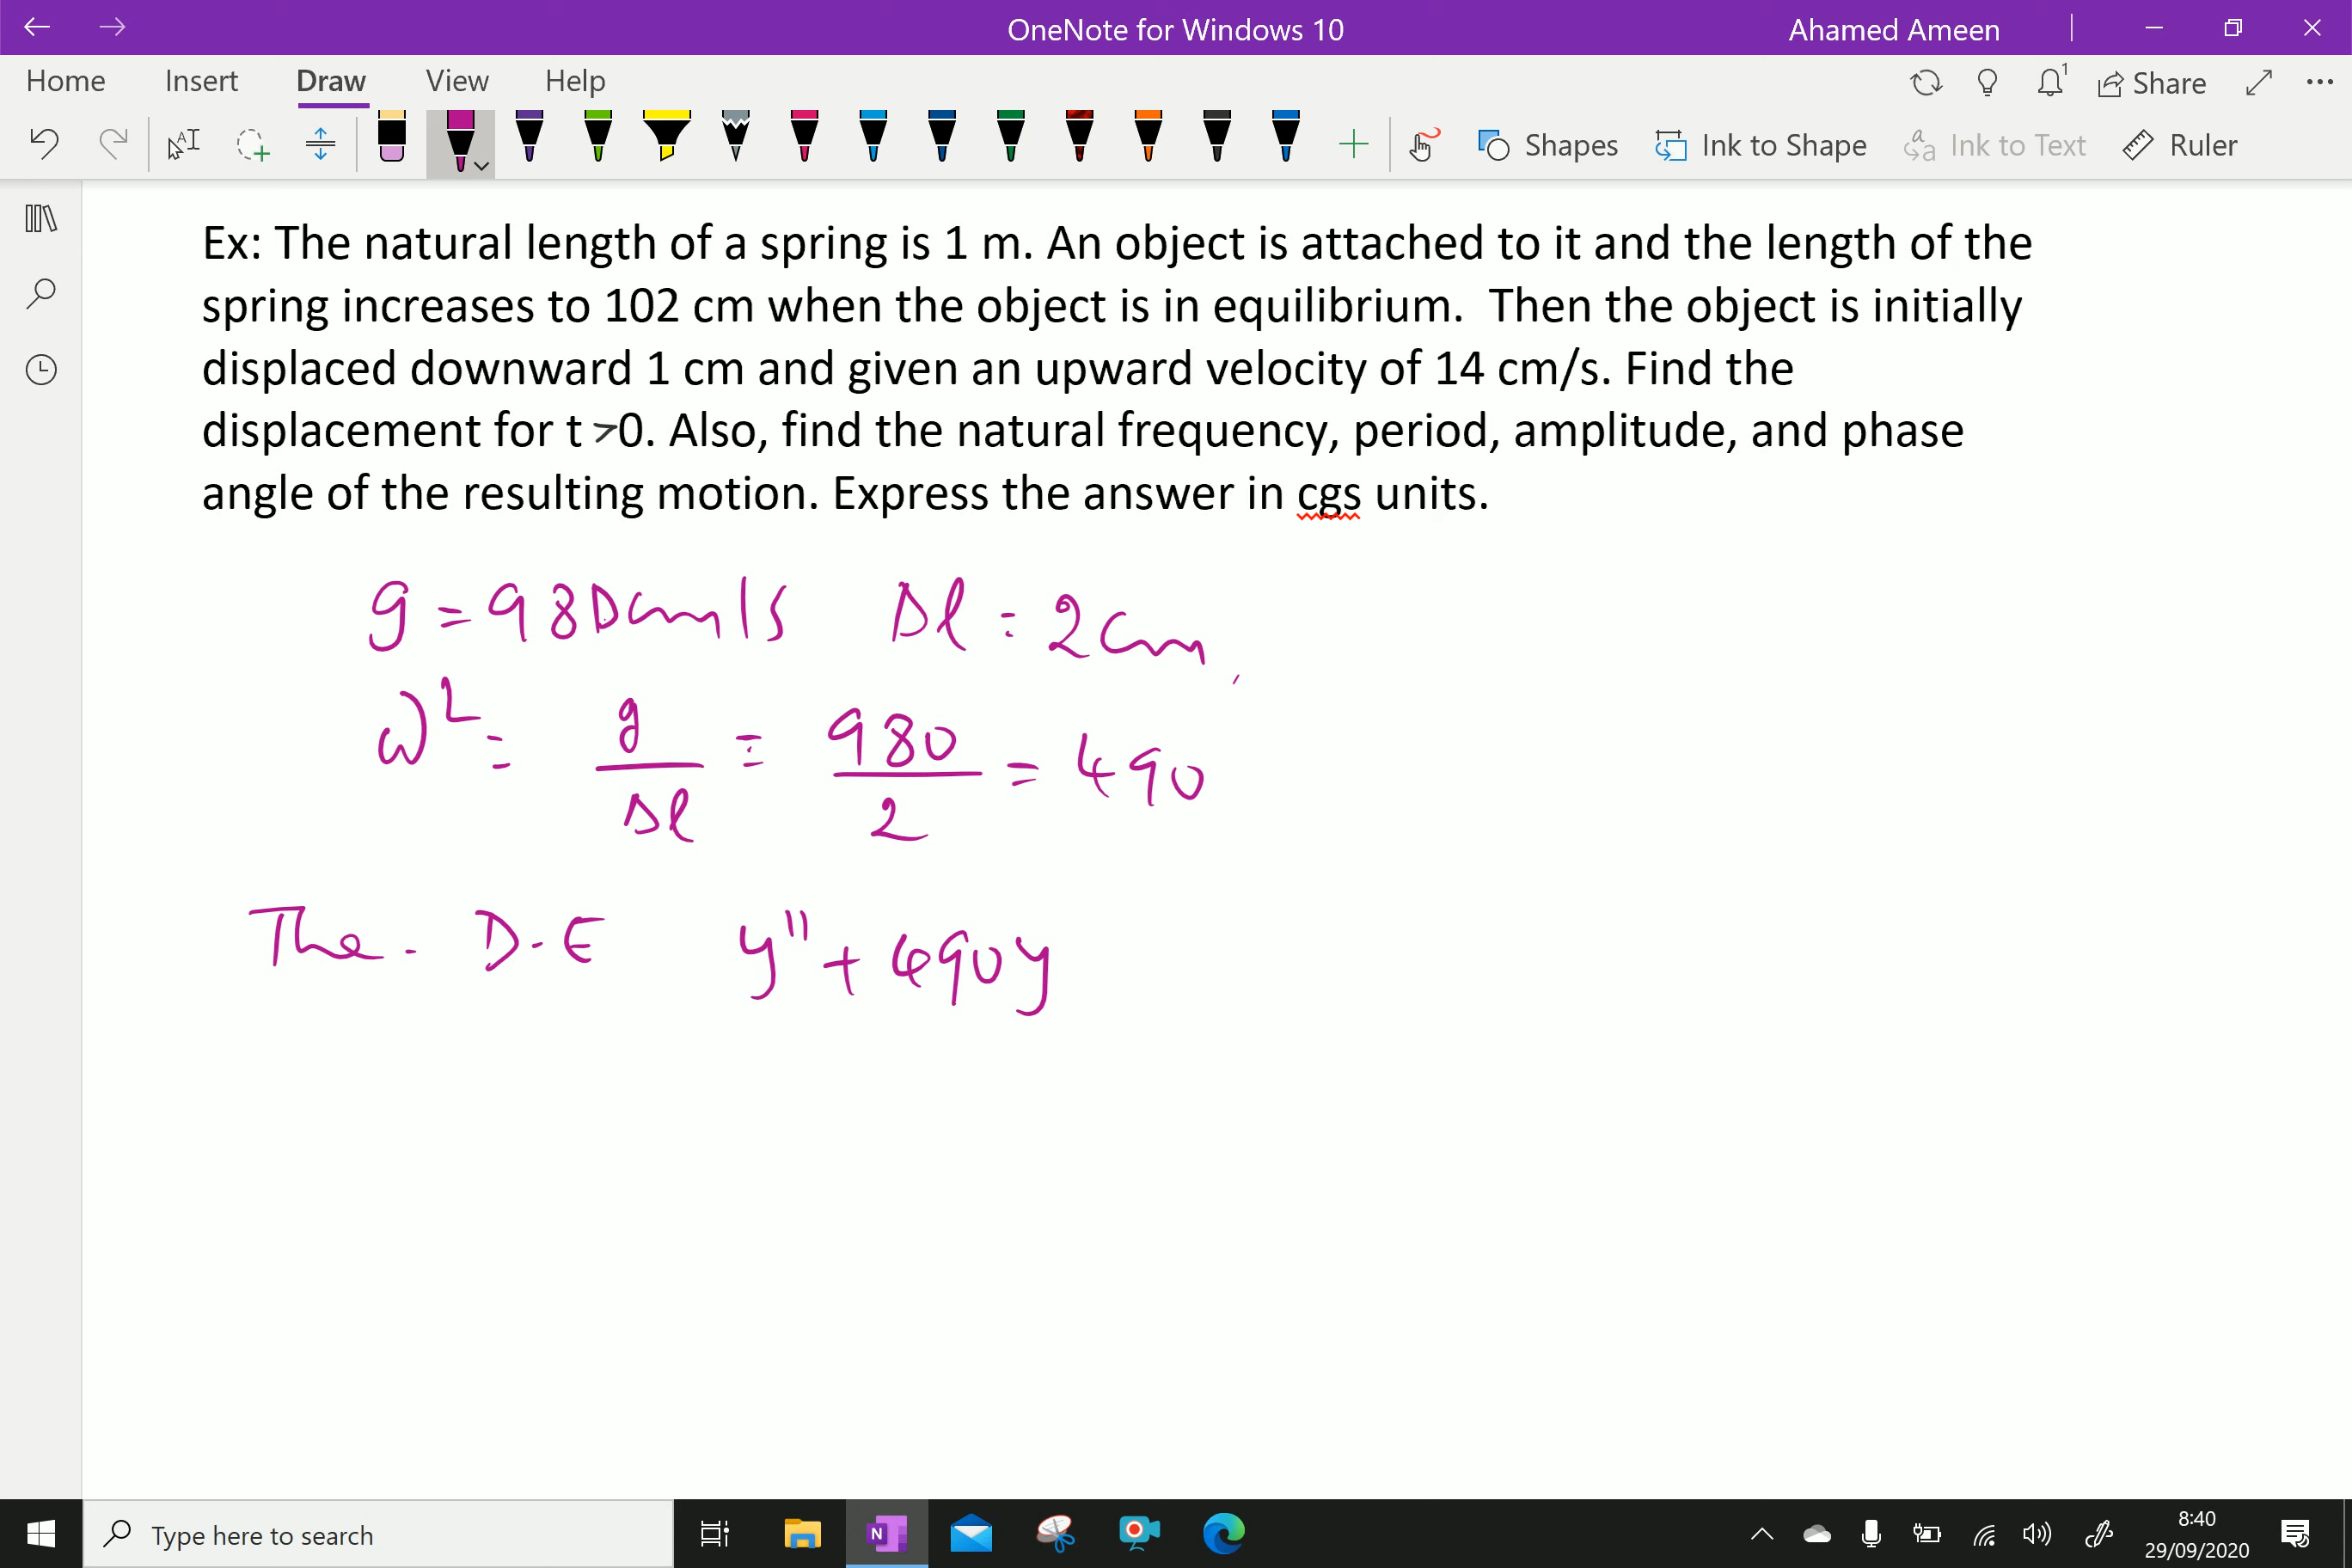 OneNote for Windows 10
Ahamed Ameen
Home Insert Draw View Help
1 Share
Shapes Ink to Shape Ink to Text Ruler
Ex: The natural length of a spring is 1 m. An object is attached to it and the length of the
spring increases to 102 cm when the object is in equilibrium. Then the object is initially
displaced downward 1 cm and given an upward velocity of 14 cm/s. Find the
displacement for t >0. Also, find the natural frequency, period, amplitude, and phase
angle of the resulting motion. Express the answer in cgs units.
g = 980cm/s Δl = 2cm,
ω² = g/Δl = 980/2 = 490
The. D.E y'' + 490y
Type here to search
8:40
29/09/2020